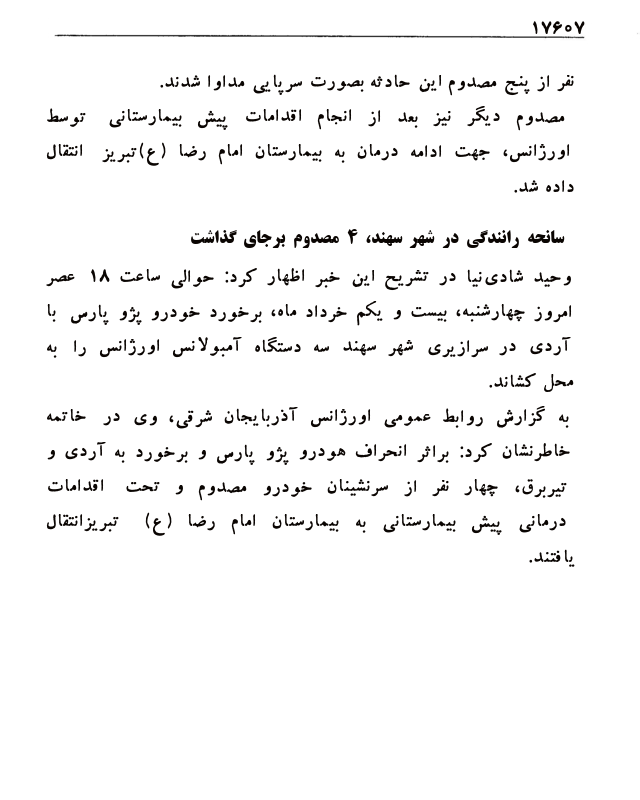 ۱۷۶۰۷
نفر از پنج مصدوم این حادثه بصورت سرپایی مداوا شدند.
مصدوم دیگر نیز بعد از انجام اقدامات پیش بیمارستانی توسط
اورژانس، جهت ادامه درمان به بیمارستان امام رضا (ع)تبریز انتقال
داده شد.
سانحه رانندگی در شهر سهند، ۴ مصدوم برجای گذاشت
وحید شادی‌نیا در تشریح این خبر اظهار کرد: حوالی ساعت ۱۸ عصر
امروز چهارشنبه، بیست و یکم خرداد ماه، برخورد خودرو پژو پارس با
آردی در سرازیری شهر سهند سه دستگاه آمبولانس اورژانس را به
محل کشاند.
به گزارش روابط عمومی اورژانس آذربایجان شرقی، وی در خاتمه
خاطرنشان کرد: براثر انحراف هودرو پژو پارس و برخورد به آردی و
تیربرق، چهار نفر از سرنشینان خودرو مصدوم و تحت اقدامات
درمانی پیش بیمارستانی به بیمارستان امام رضا (ع) تبریزانتقال
یافتند.